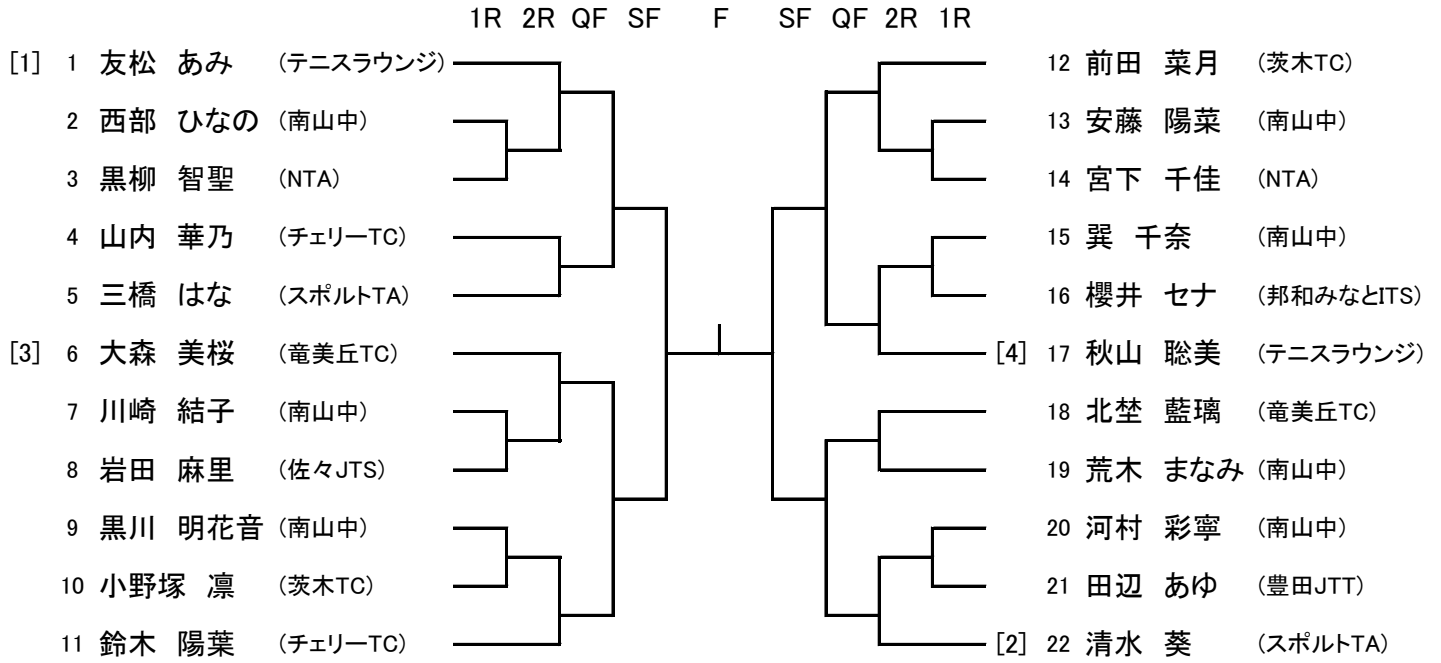 1R 2R QF SF F SF QF 2R 1R
[1] 1 友松 あみ (テニスラウンジ)
2 西部 ひなの (南山中)
3 黒柳 智聖 (NTA)
4 山内 華乃 (チェリーTC)
5 三橋 はな (スポルトTA)
[3] 6 大森 美桜 (竜美丘TC)
7 川崎 結子 (南山中)
8 岩田 麻里 (佐々JTS)
9 黒川 明花音 (南山中)
10 小野塚 凛 (茨木TC)
11 鈴木 陽葉 (チェリーTC)
12 前田 菜月 (茨木TC)
13 安藤 陽菜 (南山中)
14 宮下 千佳 (NTA)
15 巽 千奈 (南山中)
16 櫻井 セナ (邦和みなとITS)
[4] 17 秋山 聡美 (テニスラウンジ)
18 北埜 藍璃 (竜美丘TC)
19 荒木 まなみ (南山中)
20 河村 彩寧 (南山中)
21 田辺 あゆ (豊田JTT)
[2] 22 清水 葵 (スポルトTA)